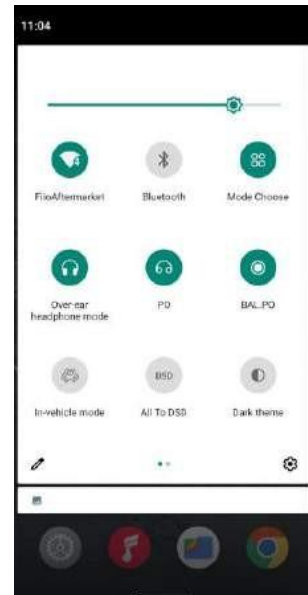 11:04
FiioAftermarket
Bluetooth
Mode Choose
Over-ear
headphone mode
PO
BAL.PO
In-vehicle mode
DSD
All To DSD
Dark theme